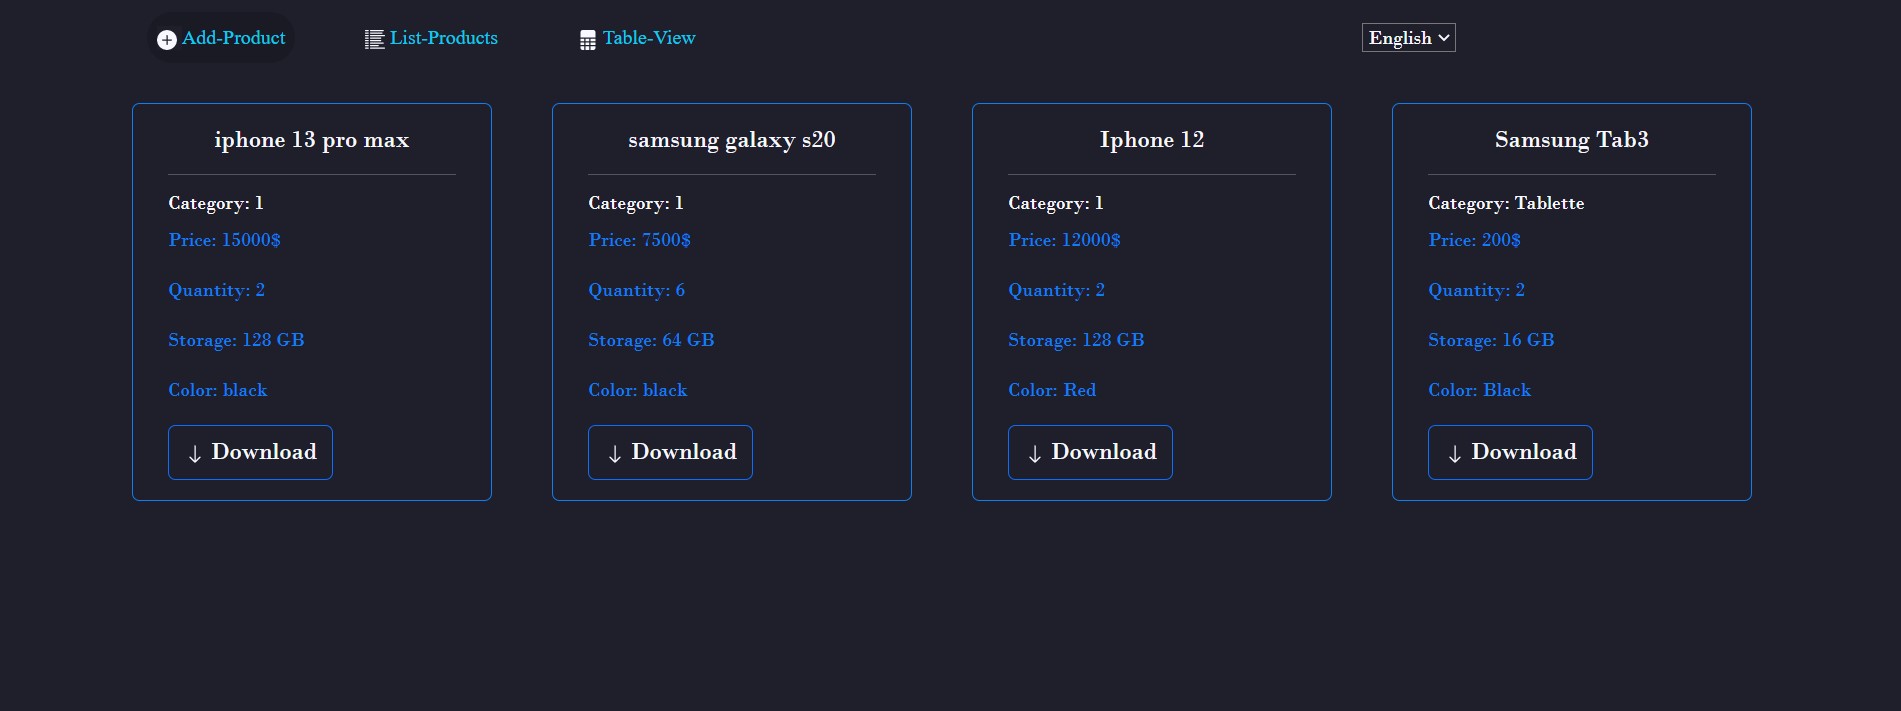 Add-Product
List-Products
Table-View
English
iphone 13 pro max
Category: 1
Price: 15000$
Quantity: 2
Storage: 128 GB
Color: black
Download
samsung galaxy s20
Category: 1
Price: 7500$
Quantity: 6
Storage: 64 GB
Color: black
Download
Iphone 12
Category: 1
Price: 12000$
Quantity: 2
Storage: 128 GB
Color: Red
Download
Samsung Tab3
Category: Tablette
Price: 200$
Quantity: 2
Storage: 16 GB
Color: Black
Download